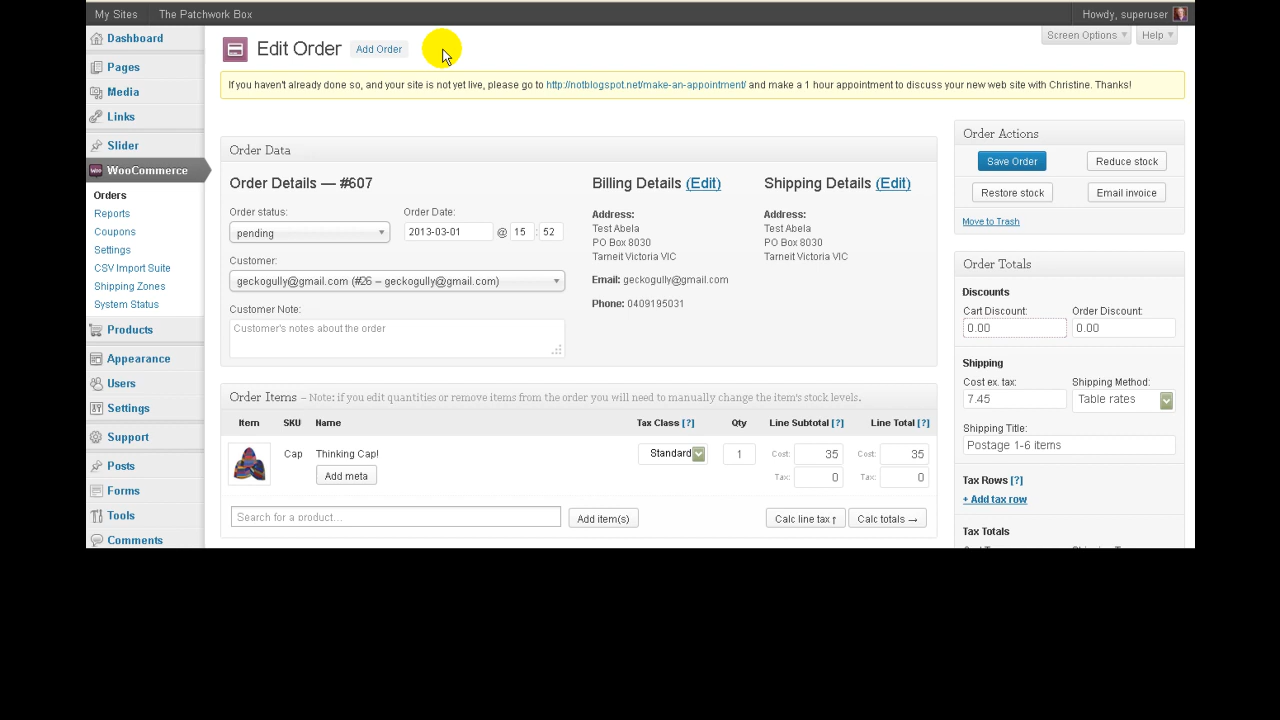 My Sites The Patchwork Box Howdy, superuser
Screen Options Help
Dashboard
Pages
Media
Links
Slider
WooCommerce
Orders
Reports
Coupons
Settings
CSV Import Suite
Shipping Zones
System Status
Products
Appearance
Users
Settings
Support
Posts
Forms
Tools
Comments
Edit Order Add Order
If you haven't already done so, and your site is not yet live, please go to http://notblogspot.net/make-an-appointment/ and make a 1 hour appointment to discuss your new web site with Christine. Thanks!
Order Data
Order Details — #607
Order status: Order Date:
pending 2013-03-01 @ 15 : 52
Customer:
geckogully@gmail.com (#26 – geckogully@gmail.com)
Customer Note:
Customer's notes about the order
Billing Details (Edit)
Address:
Test Abela
PO Box 8030
Tarneit Victoria VIC
Email: geckogully@gmail.com
Phone: 0409195031
Shipping Details (Edit)
Address:
Test Abela
PO Box 8030
Tarneit Victoria VIC
Order Items – Note: if you edit quantities or remove items from the order you will need to manually change the item's stock levels.
Item SKU Name Tax Class [?] Qty Line Subtotal [?] Line Total [?]
Cap Thinking Cap! Standard 1 Cost: 35 Cost: 35
Add meta Tax: 0 Tax: 0
Search for a product... Add item(s) Calc line tax ↑ Calc totals →
Order Actions
Save Order Reduce stock
Restore stock Email invoice
Move to Trash
Order Totals
Discounts
Cart Discount: Order Discount:
0.00 0.00
Shipping
Cost ex. tax: Shipping Method:
7.45 Table rates
Shipping Title:
Postage 1-6 items
Tax Rows [?]
+ Add tax row
Tax Totals